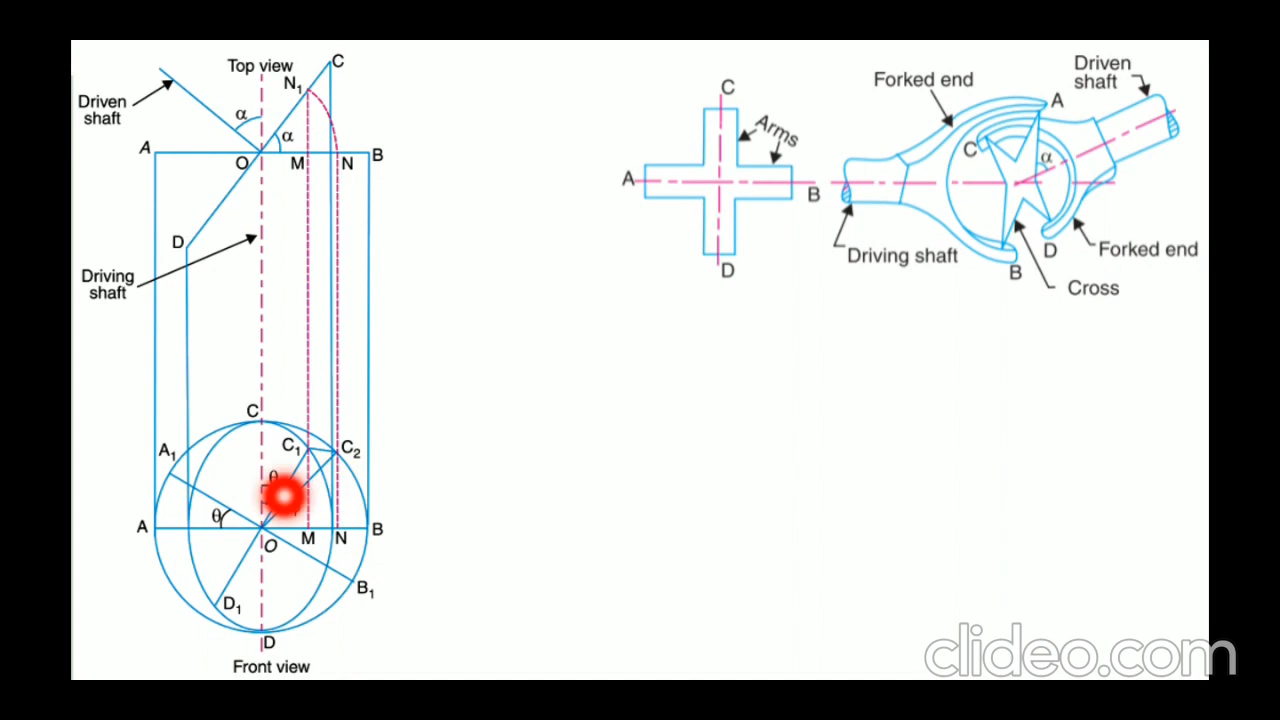 Top view
C
N1
Driven
shaft
α
α
A
O
M
N
B
D
Driving
shaft
C
A1
C1
C2
θ
θ
A
O
M
N
B
D1
B1
D
Front view
C
Arms
A
B
D
Forked end
Driven
shaft
A
C
α
Driving shaft
B
D
Forked end
Cross
clideo.com